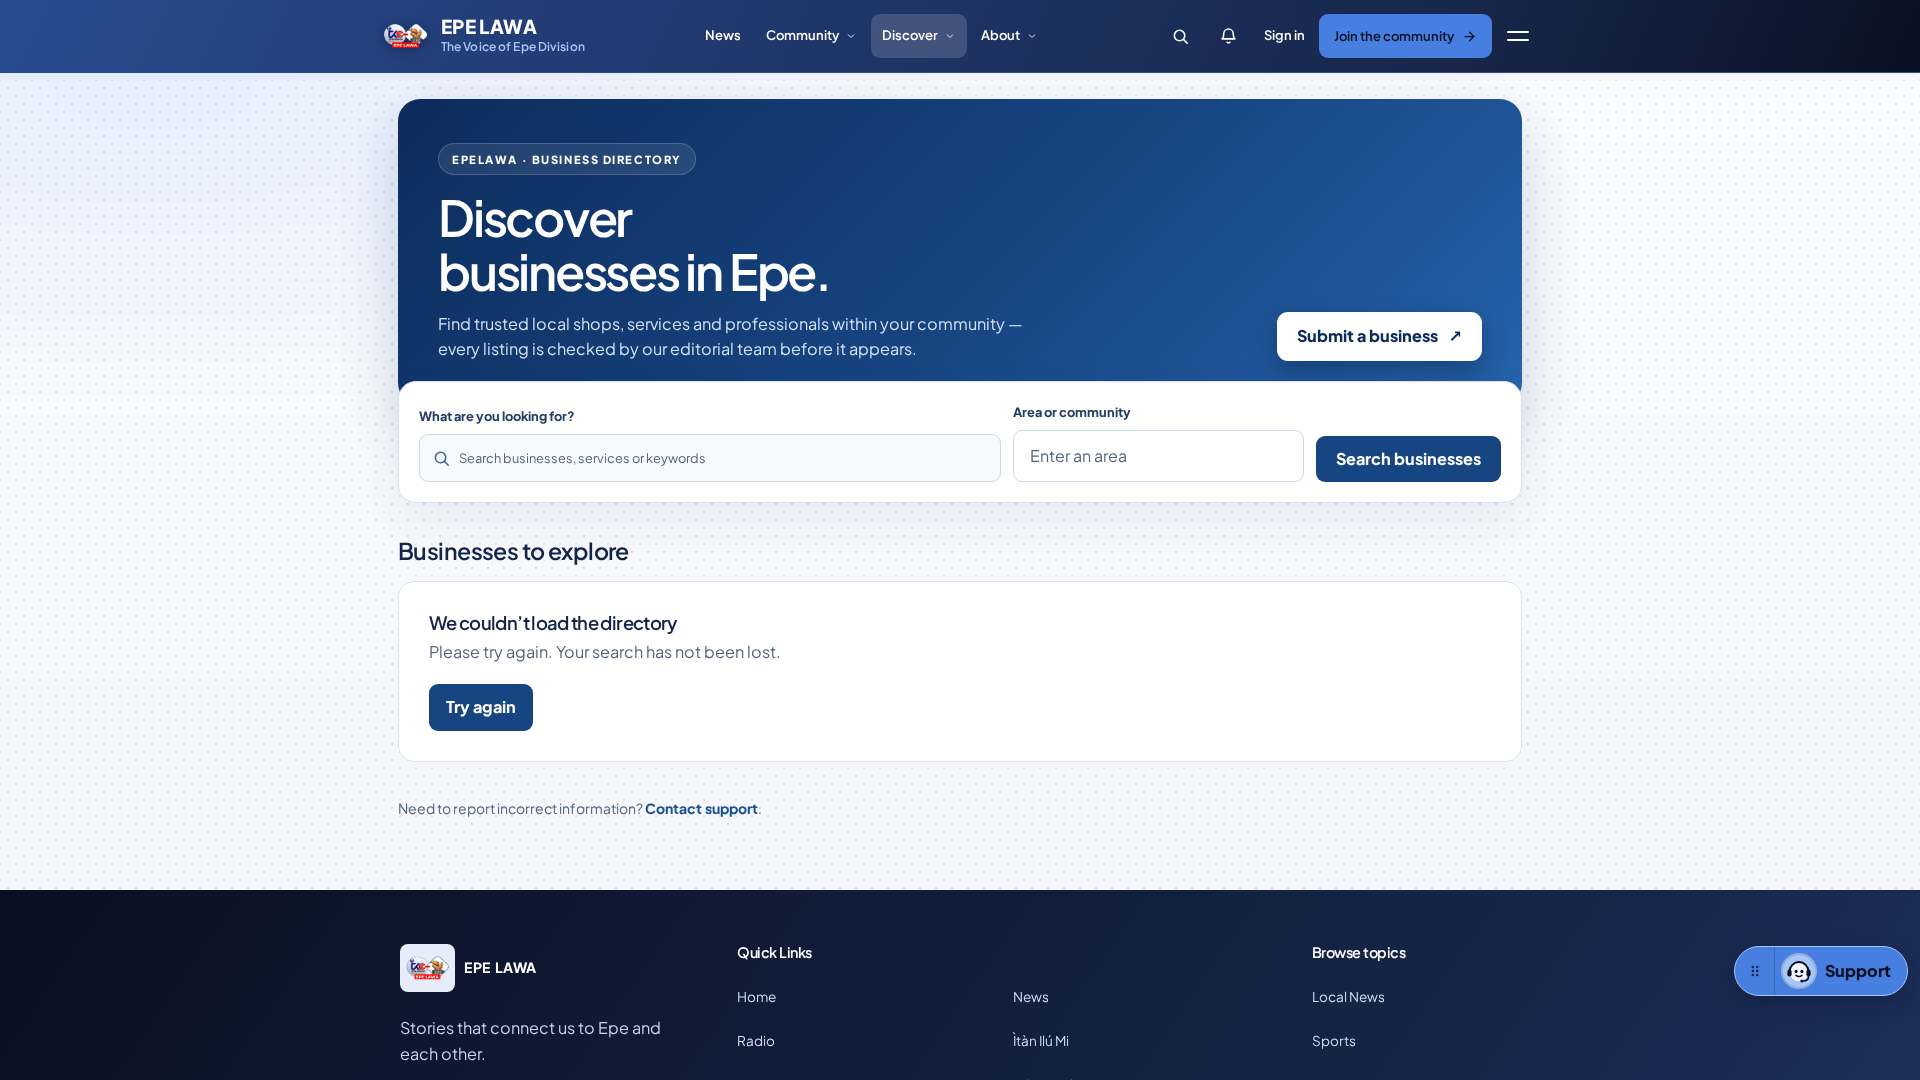 EPE LAWA
The Voice of Epe Division
News
Community
Discover
About
Sign in
Join the community
EPELAWA · BUSINESS DIRECTORY
Discover
businesses in Epe.
Find trusted local shops, services and professionals within your community —
every listing is checked by our editorial team before it appears.
Submit a business ↗
What are you looking for?
Search businesses, services or keywords
Area or community
Enter an area
Search businesses
Businesses to explore
We couldn’t load the directory
Please try again. Your search has not been lost.
Try again
Need to report incorrect information? Contact support.
EPE LAWA
Stories that connect us to Epe and
each other.
Quick Links
Home
News
Radio
Ìtàn Ilú Mi
Browse topics
Local News
Sports
Support